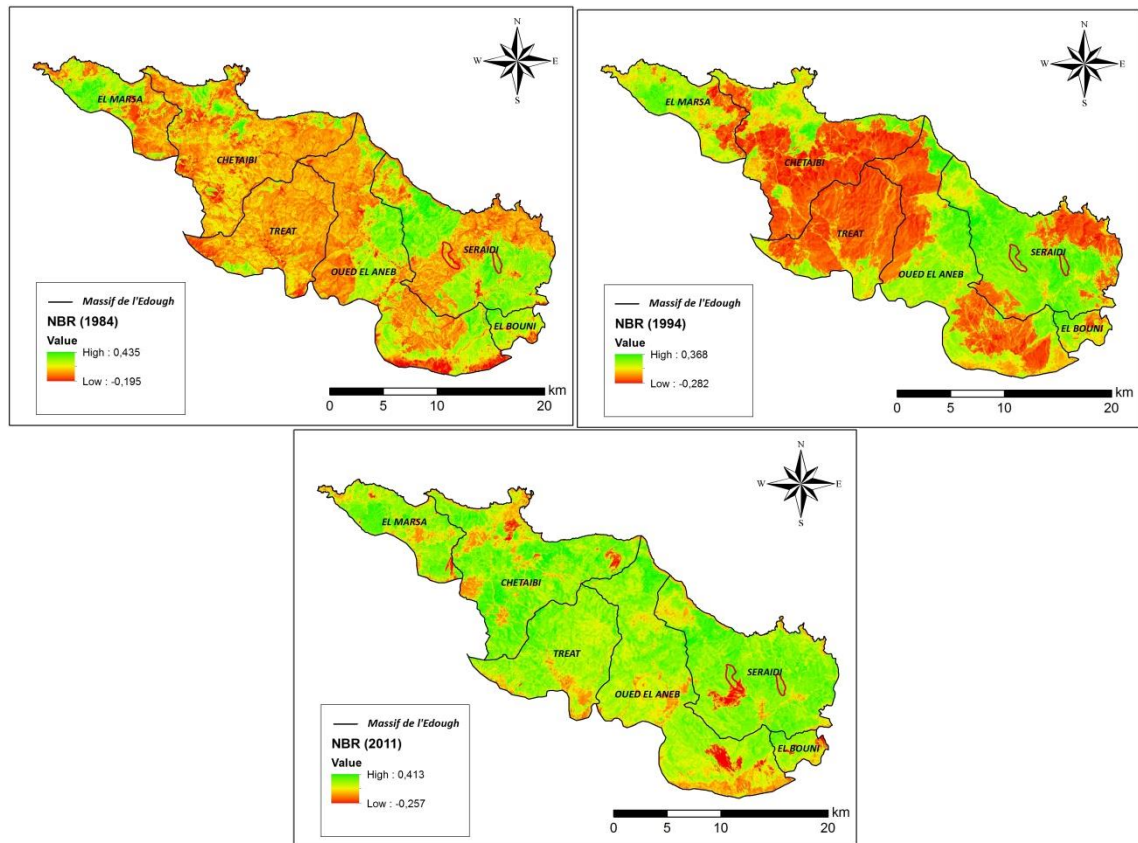 N
W E
S
EL MARSA
CHETAIBI
TREAT
SERAIDI
OUED EL ANEB
EL BOUNI
Massif de l'Edough
NBR (1984)
Value
High : 0,435
Low : -0,195
km
0 5 10 20
N
W E
S
EL MARSA
CHETAIBI
TREAT
SERAIDI
OUED EL ANEB
EL BOUNI
Massif de l'Edough
NBR (1994)
Value
High : 0,368
Low : -0,282
km
0 5 10 20
N
W E
S
EL MARSA
CHETAIBI
TREAT
SERAIDI
OUED EL ANEB
EL BOUNI
Massif de l'Edough
NBR (2011)
Value
High : 0,413
Low : -0,257
km
0 5 10 20